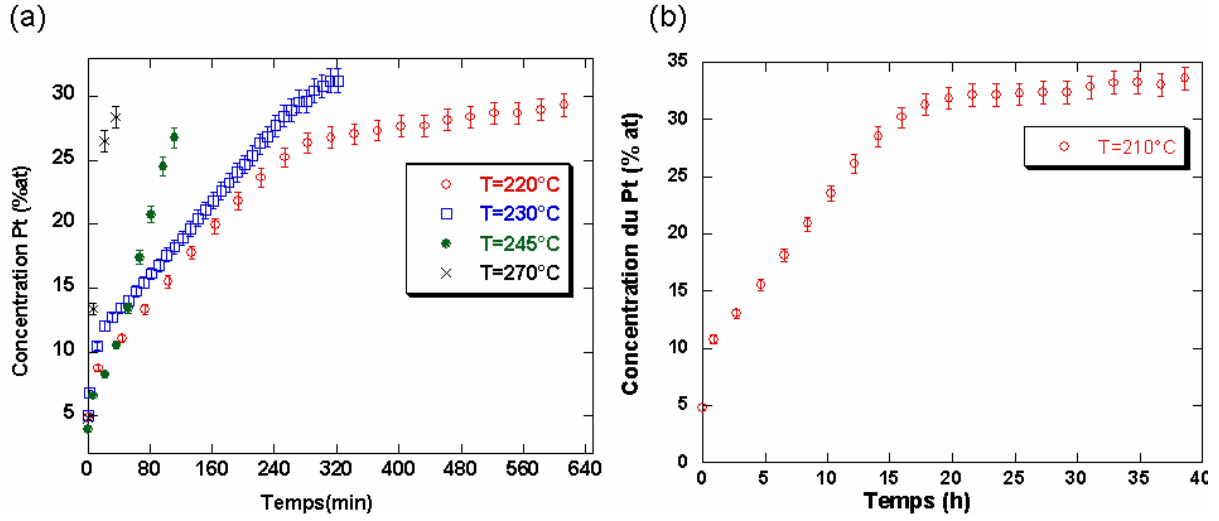 (a)
Concentration Pt (%at)
30
25
20
15
10
5
T=220°C
T=230°C
T=245°C
T=270°C
0 80 160 240 320 400 480 560 640
Temps(min)
(b)
Concentration du Pt (% at)
35
30
25
20
15
10
5
0
T=210°C
0 5 10 15 20 25 30 35 40
Temps (h)